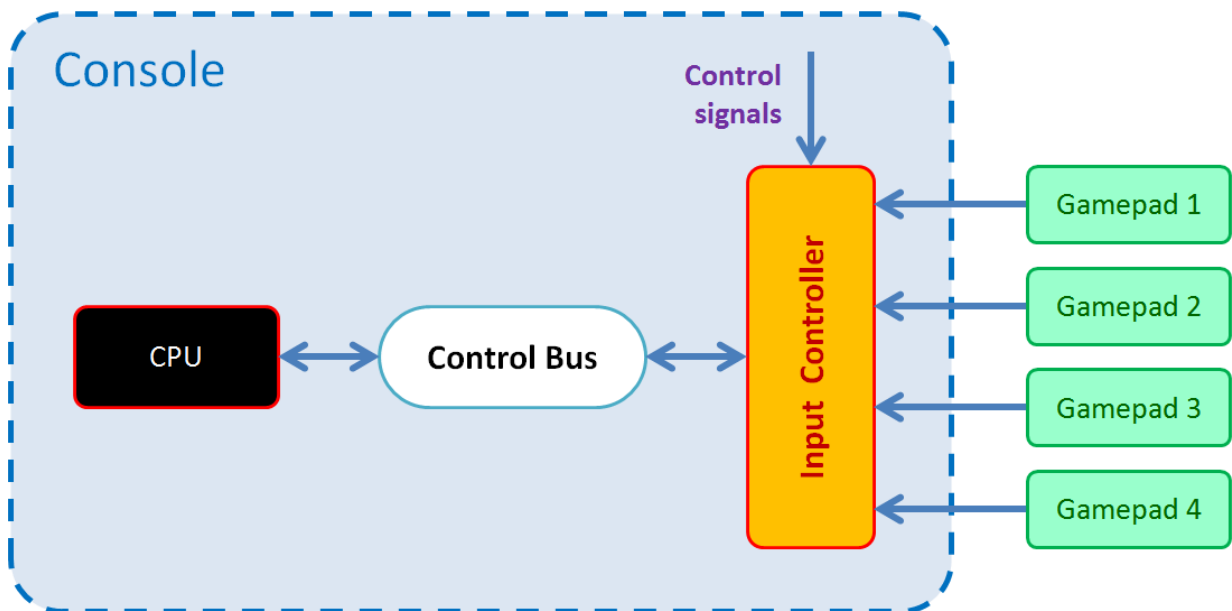 Console
Control
signals
CPU
Control Bus
Input Controller
Gamepad 1
Gamepad 2
Gamepad 3
Gamepad 4